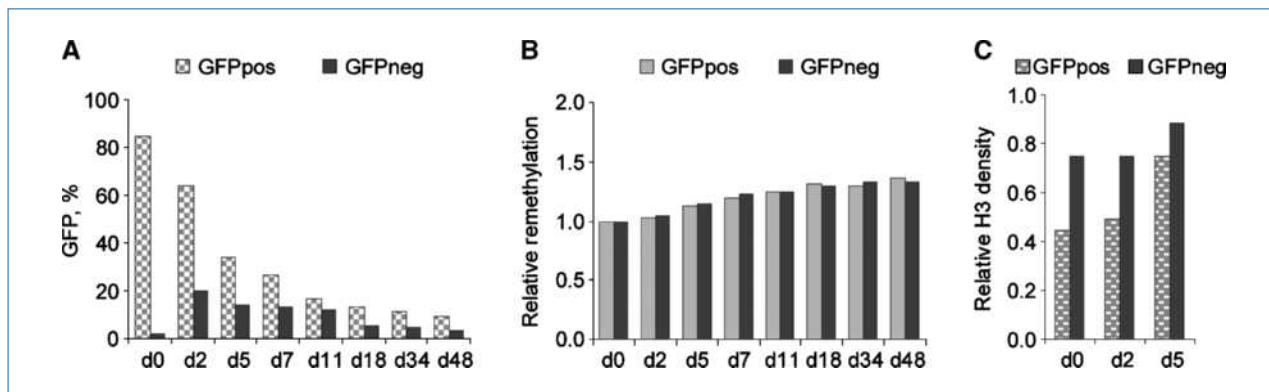 A
GFPpos GFPneg
GFP, %
100
80
60
40
20
0
d0 d2 d5 d7 d11 d18 d34 d48
B
GFPpos GFPneg
Relative remethylation
2.0
1.5
1.0
0.5
0.0
d0 d2 d5 d7 d11 d18 d34 d48
C
GFPpos GFPneg
Relative H3 density
1.0
0.8
0.6
0.4
0.2
0.0
d0 d2 d5